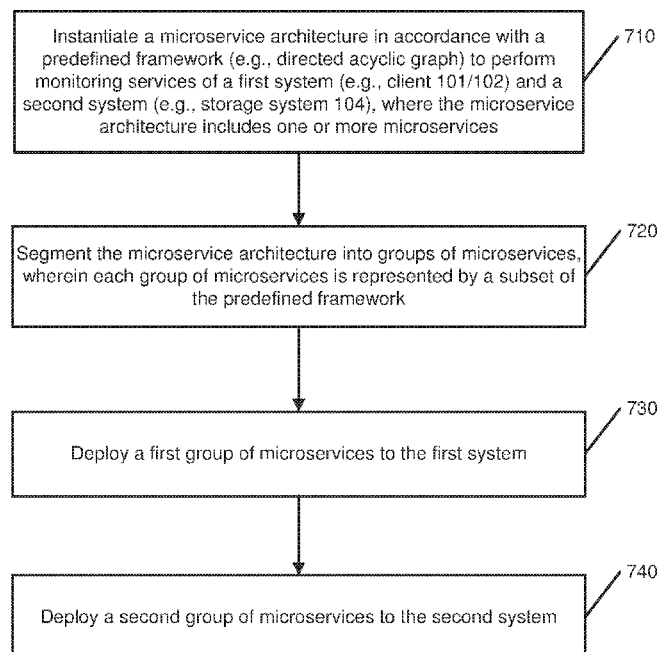 Instantiate a microservice architecture in accordance with
a predefined framework (e.g., directed acyclic graph) to perform
monitoring services of a first system (e.g., client 101/102) and a
second system (e.g., storage system 104), where the microservice
architecture includes one or more microservices
710
Segment the microservice architecture into groups of microservices,
wherein each group of microservices is represented by a subset of
the predefined framework
720
Deploy a first group of microservices to the first system
730
Deploy a second group of microservices to the second system
740